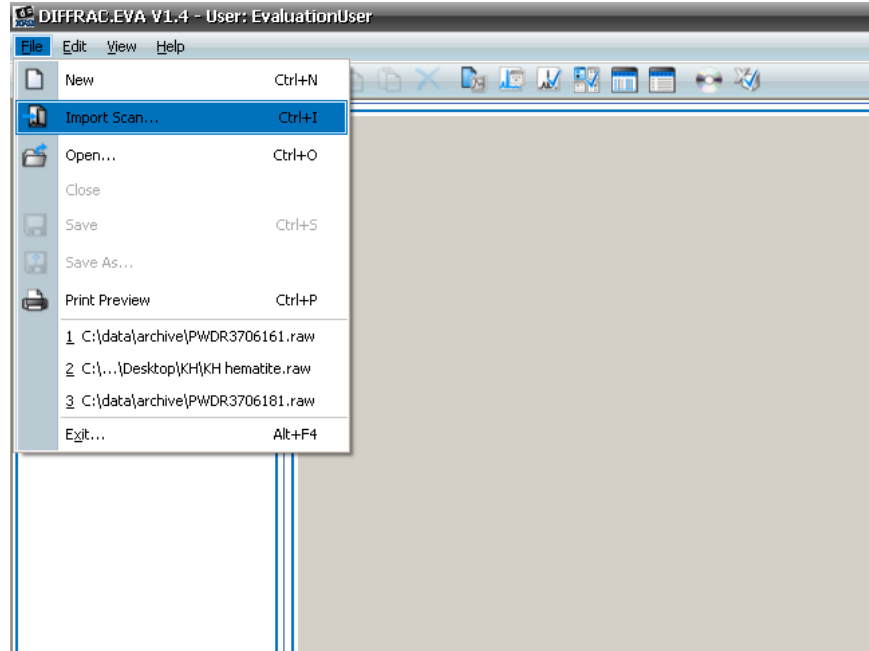 DIFFRAC.EVA V1.4 - User: EvaluationUser
File Edit View Help
New Ctrl+N
Import Scan... Ctrl+I
Open... Ctrl+O
Close
Save Ctrl+S
Save As...
Print Preview Ctrl+P
1 C:\data\archive\PWDR3706161.raw
2 C:\...\Desktop\KH\KH hematite.raw
3 C:\data\archive\PWDR3706181.raw
Exit... Alt+F4